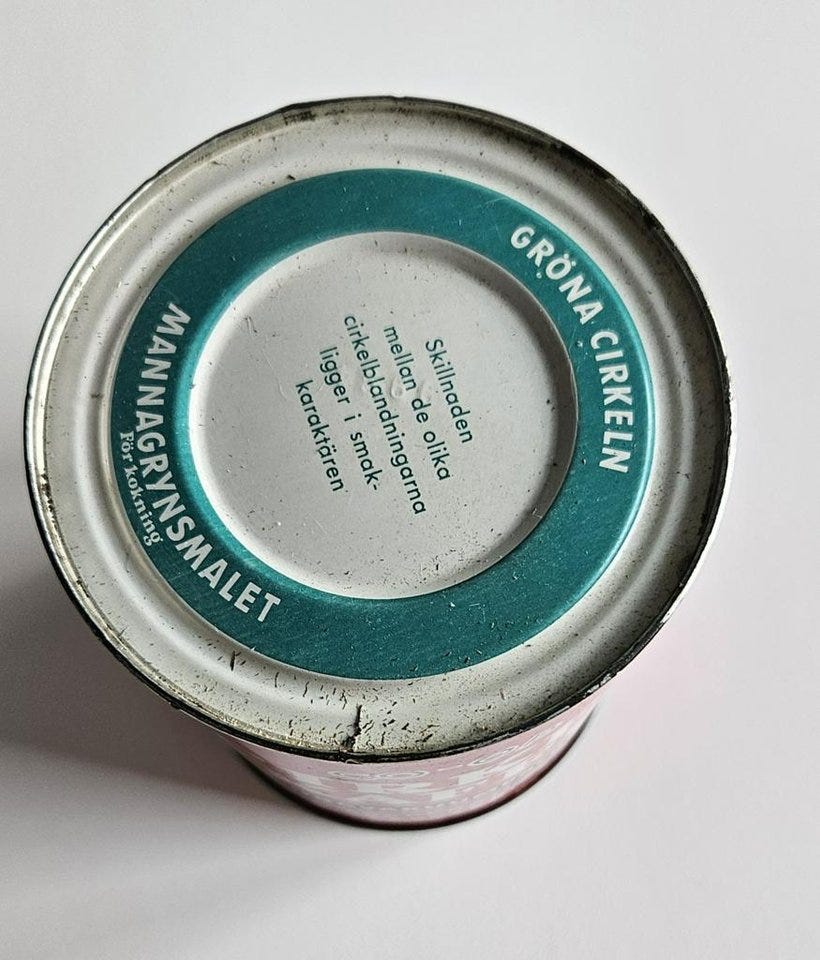 GRÖNA CIRKELN
Skillnaden
mellan de olika
cirkelblandningarna
ligger i smak-
karaktären
MANNAGRYNSMALET
För kokning